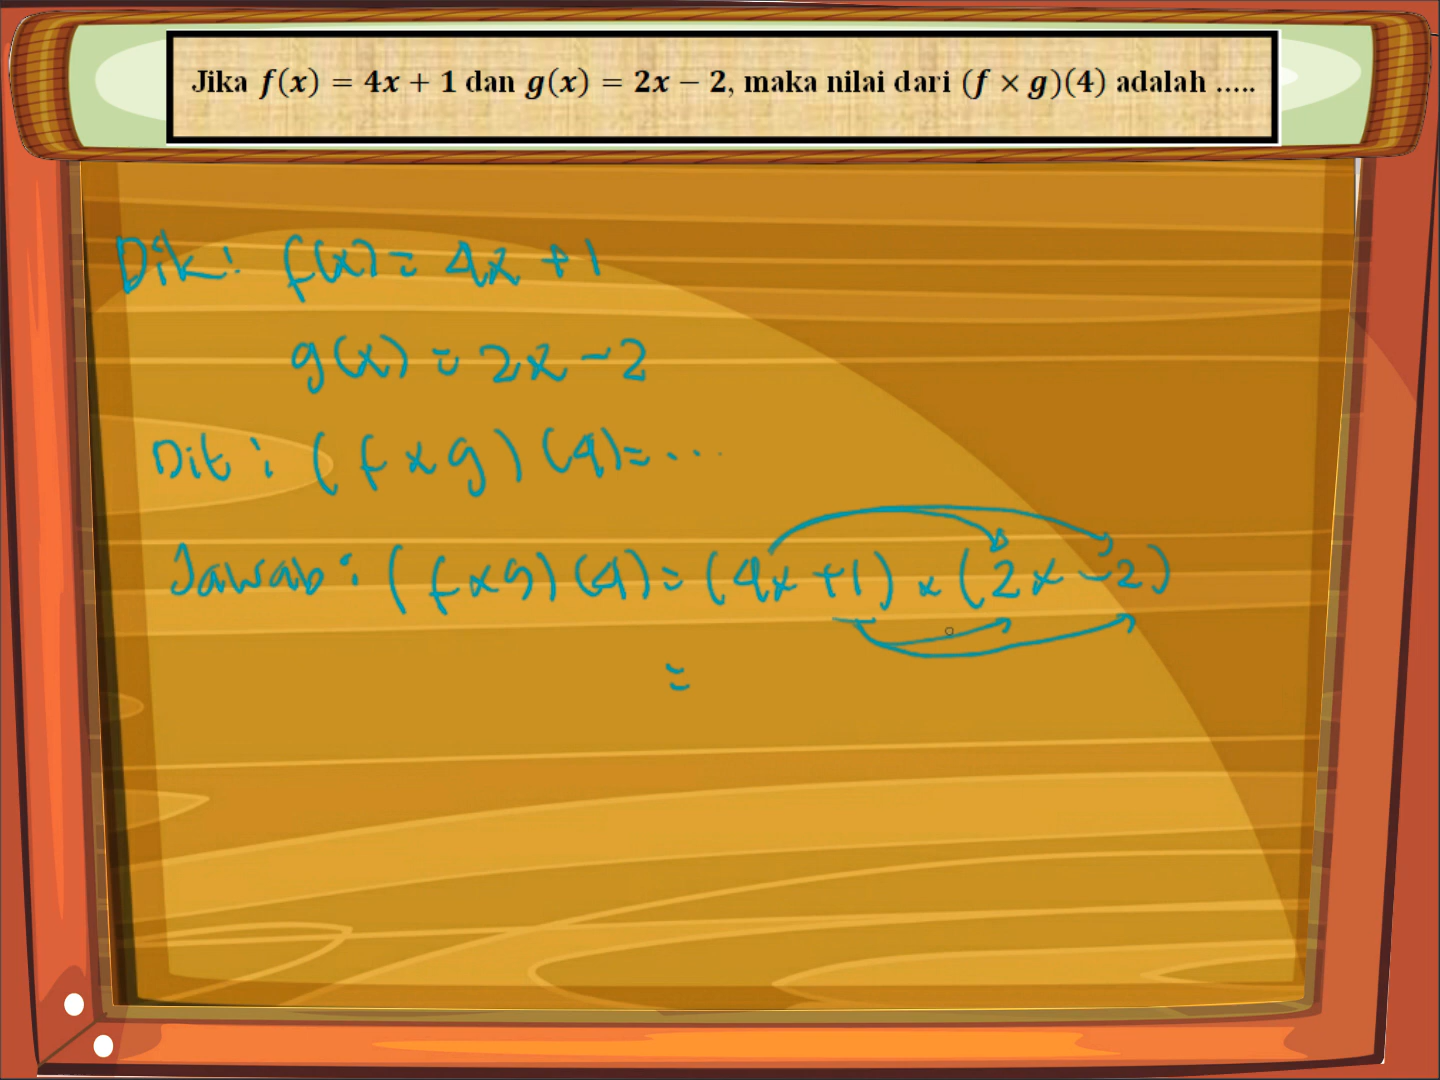 Jika f(x) = 4x + 1 dan g(x) = 2x − 2, maka nilai dari (f × g)(4) adalah .....
Dik: f(x) = 4x + 1
g(x) = 2x - 2
Dit : (f x g) (4) = ...
Jawab : (f x g) (4) = (4x + 1) x (2x - 2)
=